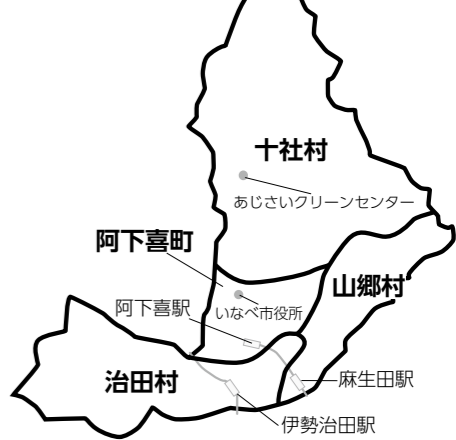 十社村
あじさいクリーンセンター
阿下喜町
山郷村
阿下喜駅
いなべ市役所
治田村
麻生田駅
伊勢治田駅